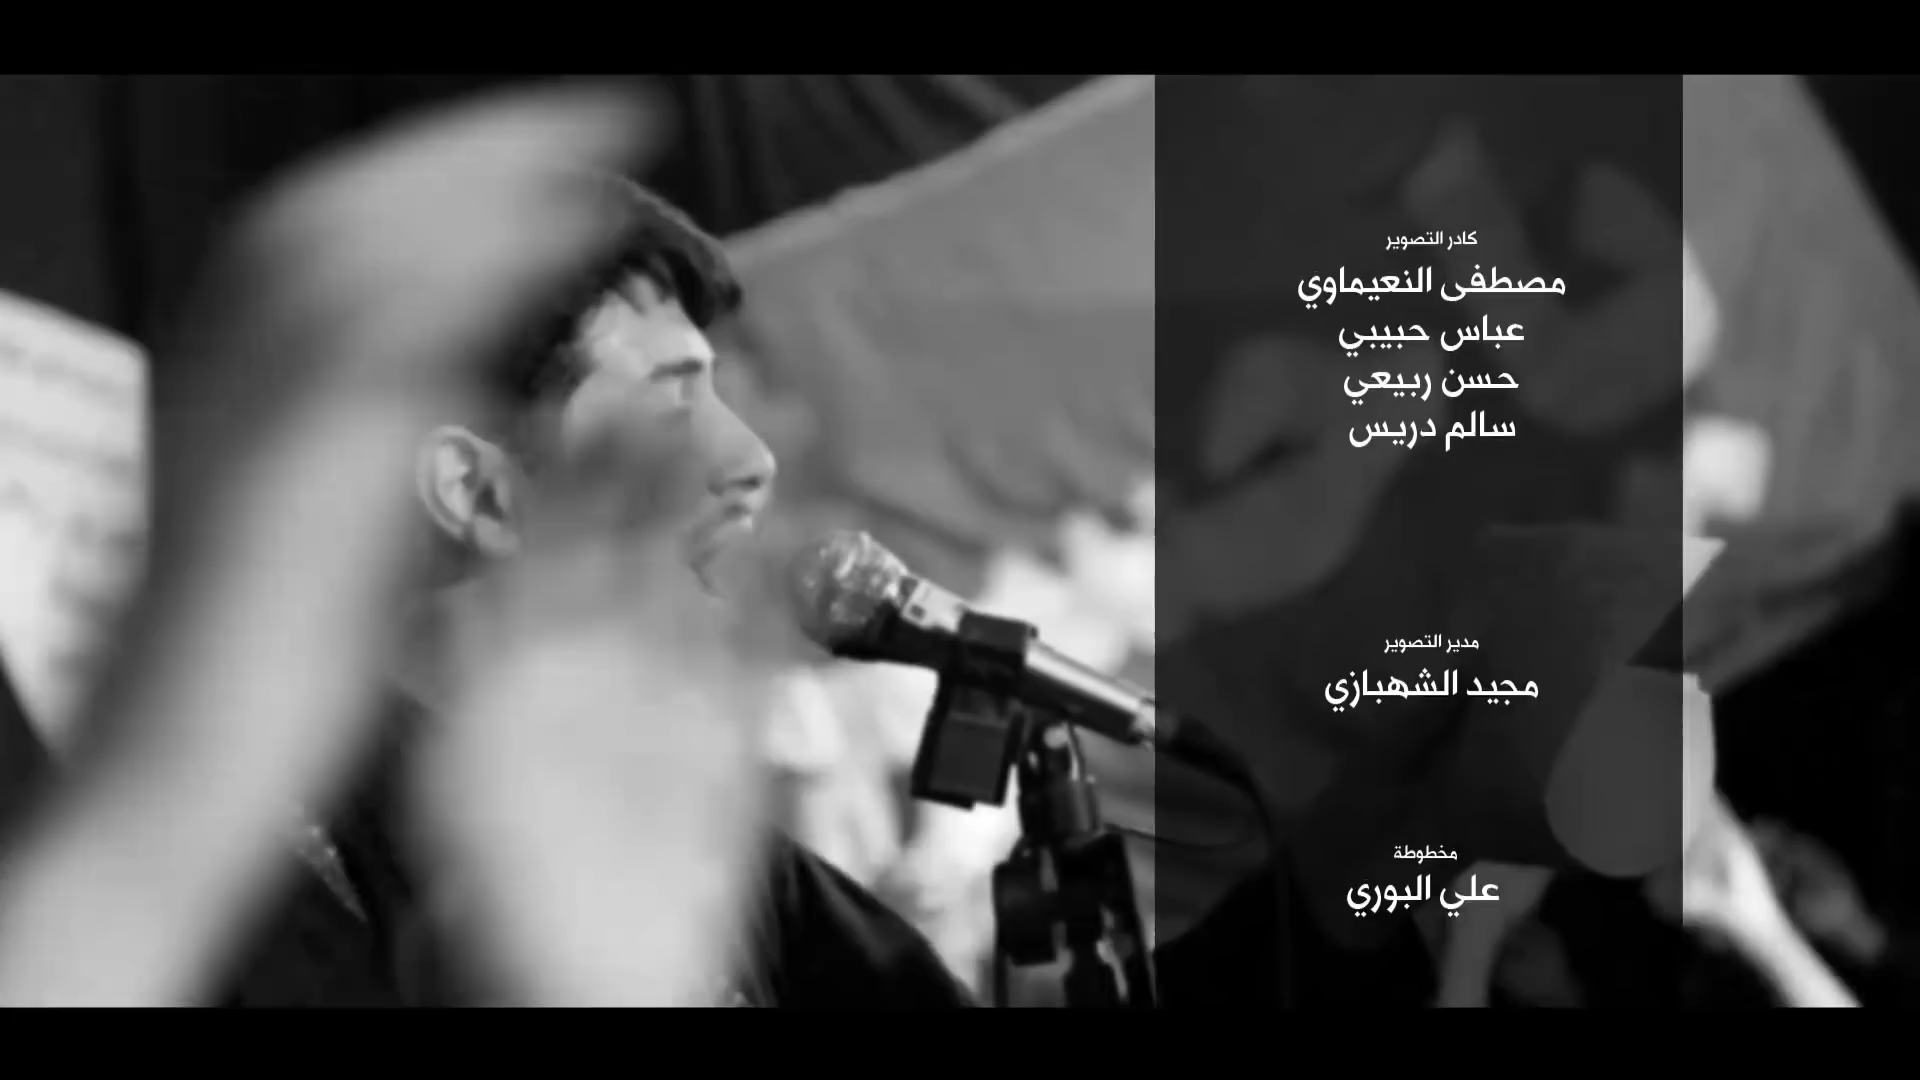 كادر التصوير
مصطفى النعيماوي
عباس حبيبي
حسن ربيعي
سالم دريس
مدير التصوير
مجيد الشهبازي
مخطوطة
علي البوري